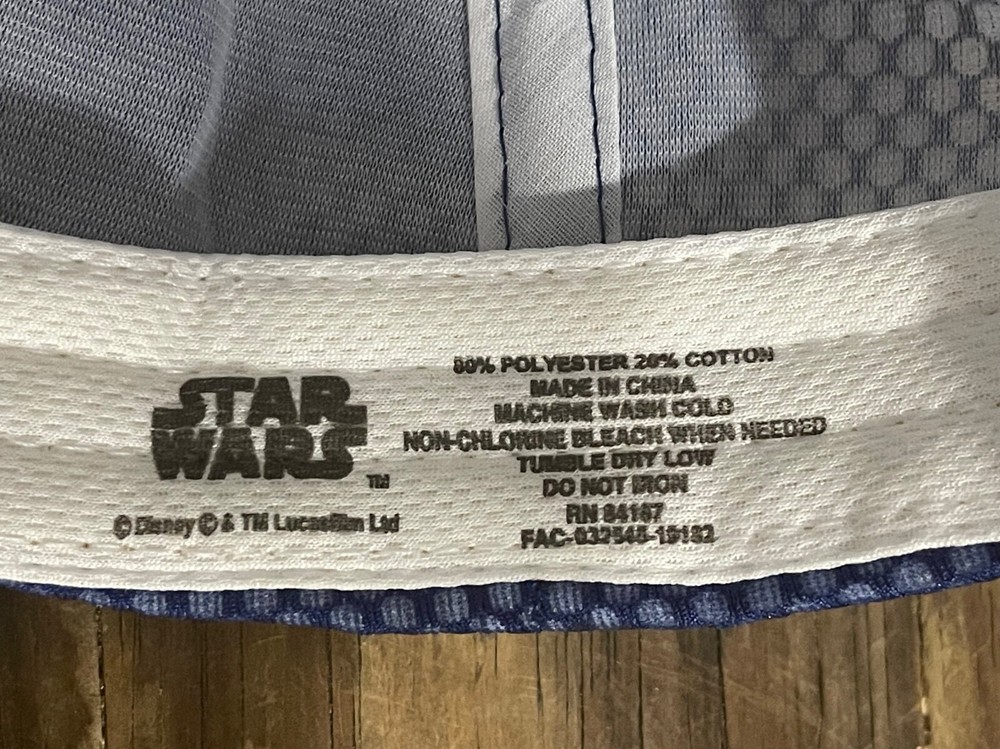 STAR
WARS
TM
© Disney © & TM Lucasfilm Ltd
80% POLYESTER 20% COTTON
MADE IN CHINA
MACHINE WASH COLD
NON-CHLORINE BLEACH WHEN NEEDED
TUMBLE DRY LOW
DO NOT IRON
RN